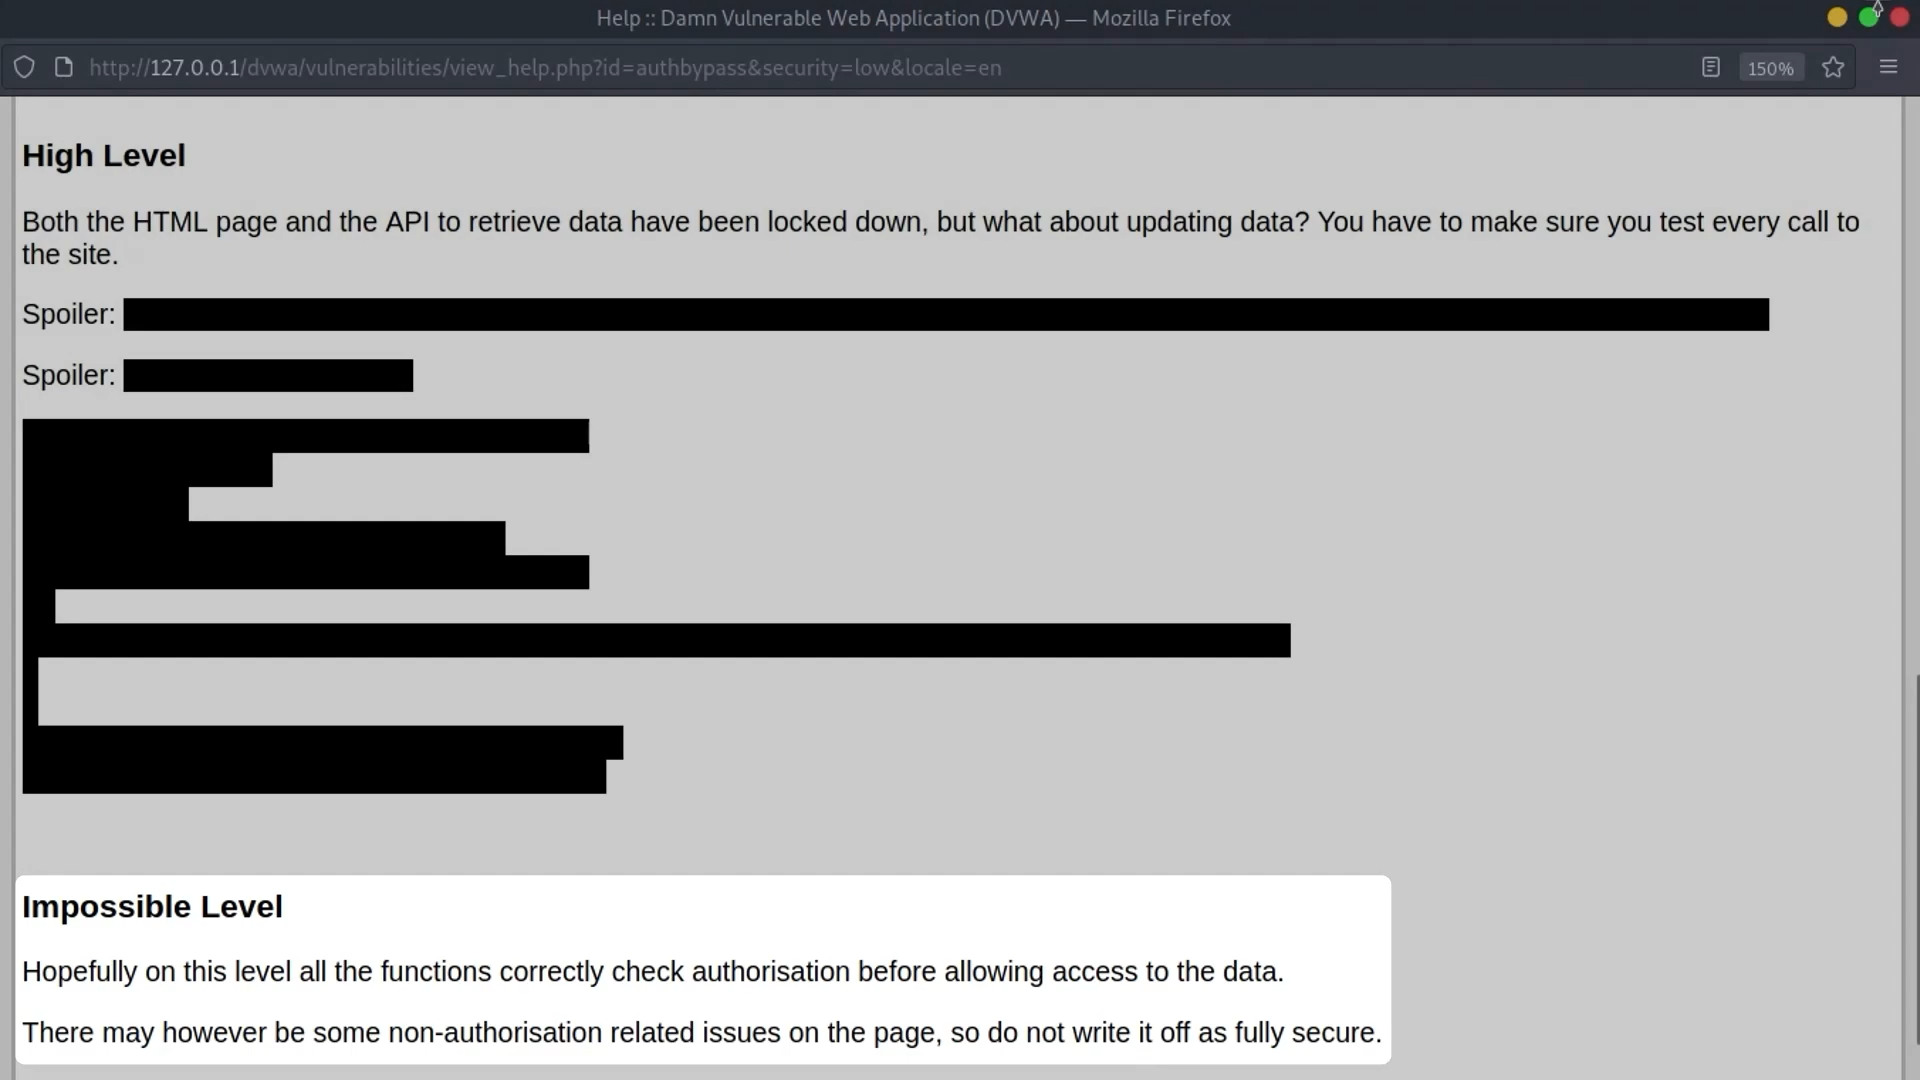 Help :: Damn Vulnerable Web Application (DVWA) — Mozilla Firefox
http://127.0.0.1/dvwa/vulnerabilities/view_help.php?id=authbypass&security=low&locale=en
150%
High Level
Both the HTML page and the API to retrieve data have been locked down, but what about updating data? You have to make sure you test every call to
the site.
Spoiler:
Spoiler:
Impossible Level
Hopefully on this level all the functions correctly check authorisation before allowing access to the data.
There may however be some non-authorisation related issues on the page, so do not write it off as fully secure.